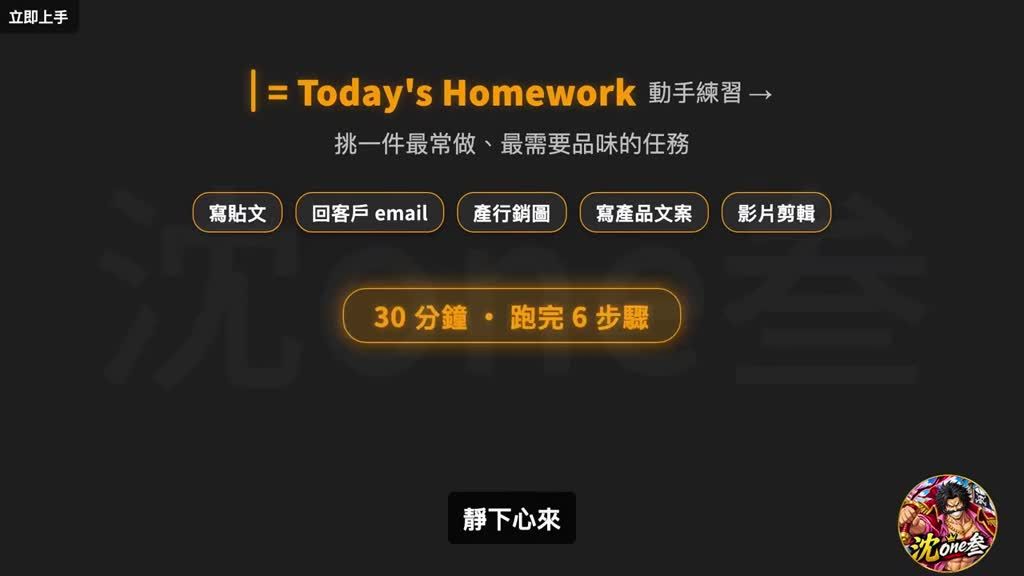 立即上手
= Today's Homework 動手練習 →
挑一件最常做、最需要品味的任務
寫貼文 回客戶 email 產行銷圖 寫產品文案 影片剪輯
30 分鐘 · 跑完 6 步驟
沈one叁
靜下心來
沈one叁